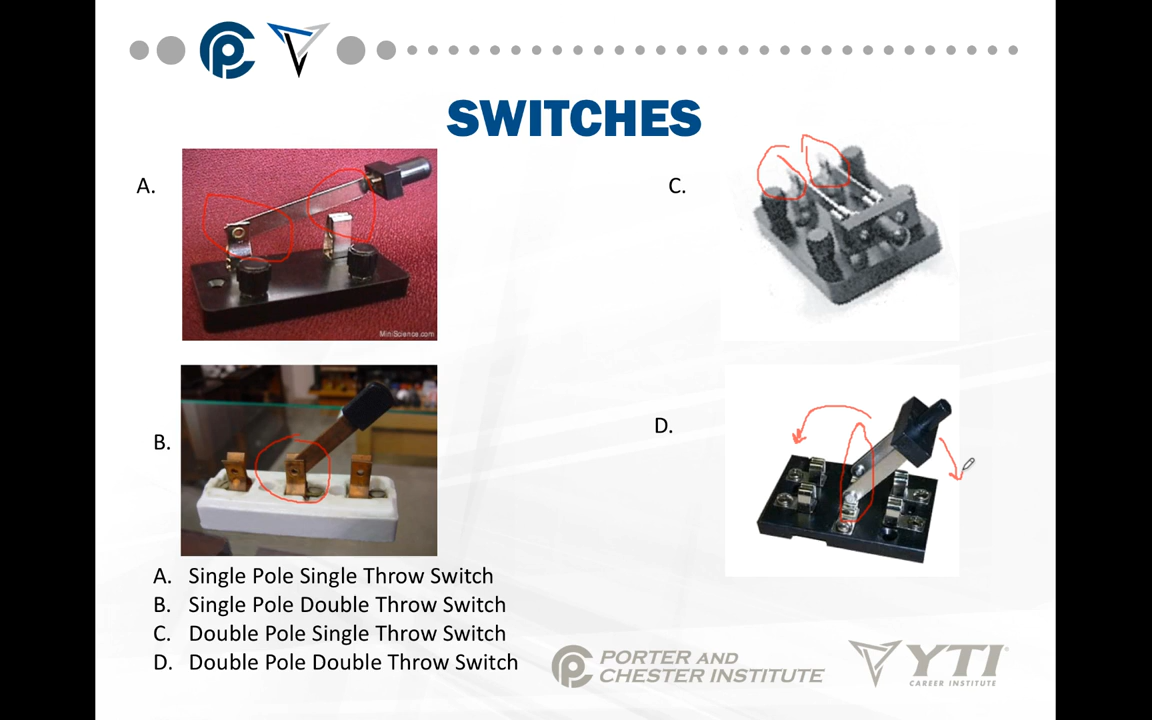 SWITCHES
A.
MiniScience.com
C.
B.
D.
A. Single Pole Single Throw Switch
B. Single Pole Double Throw Switch
C. Double Pole Single Throw Switch
D. Double Pole Double Throw Switch
PORTER AND
CHESTER INSTITUTE
YTI®
CAREER INSTITUTE